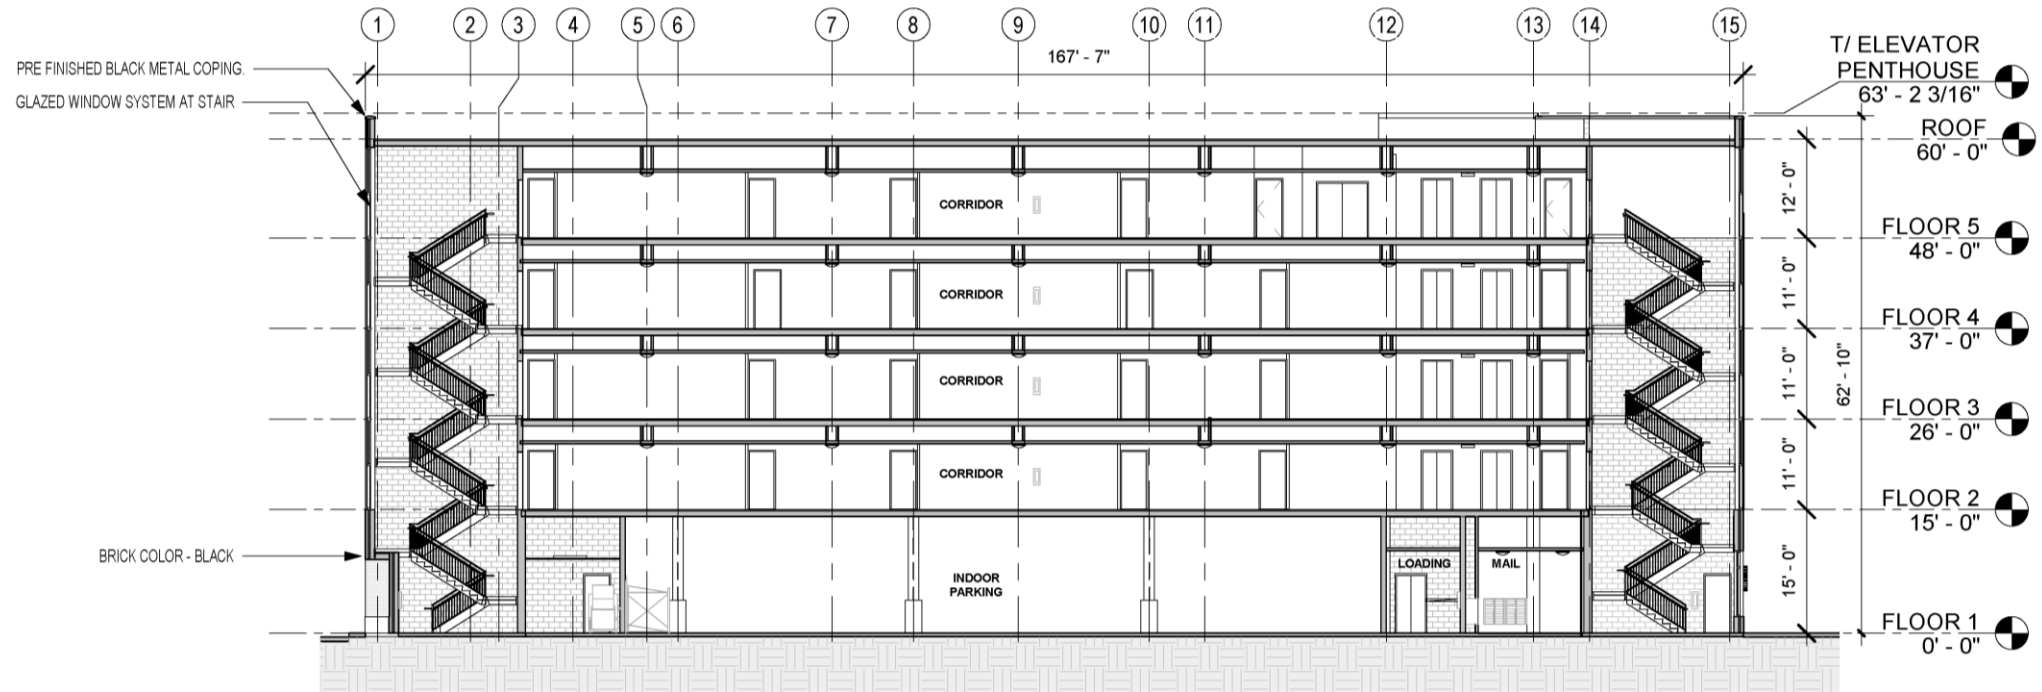 1 2 3 4 5 6 7 8 9 10 11 12 13 14 15
167' - 7"
PRE FINISHED BLACK METAL COPING.
GLAZED WINDOW SYSTEM AT STAIR
T/ ELEVATOR
PENTHOUSE
63' - 2 3/16"
ROOF
60' - 0"
12' - 0"
CORRIDOR
FLOOR 5
48' - 0"
11' - 0"
CORRIDOR
FLOOR 4
37' - 0"
11' - 0"
62' - 10"
CORRIDOR
FLOOR 3
26' - 0"
11' - 0"
CORRIDOR
FLOOR 2
15' - 0"
BRICK COLOR - BLACK
INDOOR
PARKING
LOADING
MAIL
15' - 0"
FLOOR 1
0' - 0"